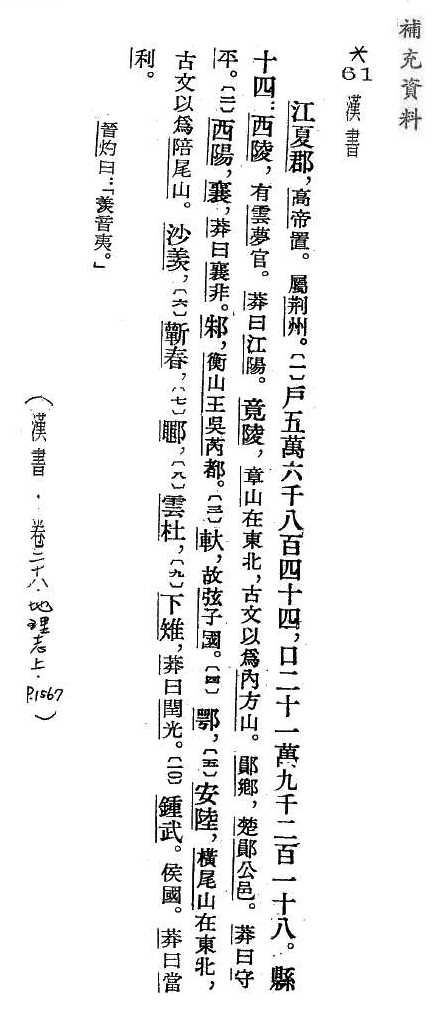 補充資料
*61 漢書
江夏郡，高帝置。屬荆州。〔一〕戶五萬六千八百四十四，口二十一萬九千二百一十八。縣
十四：西陵，有雲夢官。莽曰江陽。竟陵，章山在東北，古文以爲內方山。鄖鄉，楚鄖公邑。莽曰守
平。〔二〕西陽，襄，莽曰襄非。邾，衡山王吳芮都。〔三〕軑，故弦子國。〔四〕鄂，〔五〕安陸，橫尾山在東北，
古文以爲陪尾山。沙羡，〔六〕蘄春，〔七〕鄳，〔八〕雲杜，〔九〕下雉，莽曰閏光。〔一〇〕鍾武。侯國。莽曰當
利。
晉灼曰：「羡音夷。」
（漢書．卷二十八．地理志上．P.1567）